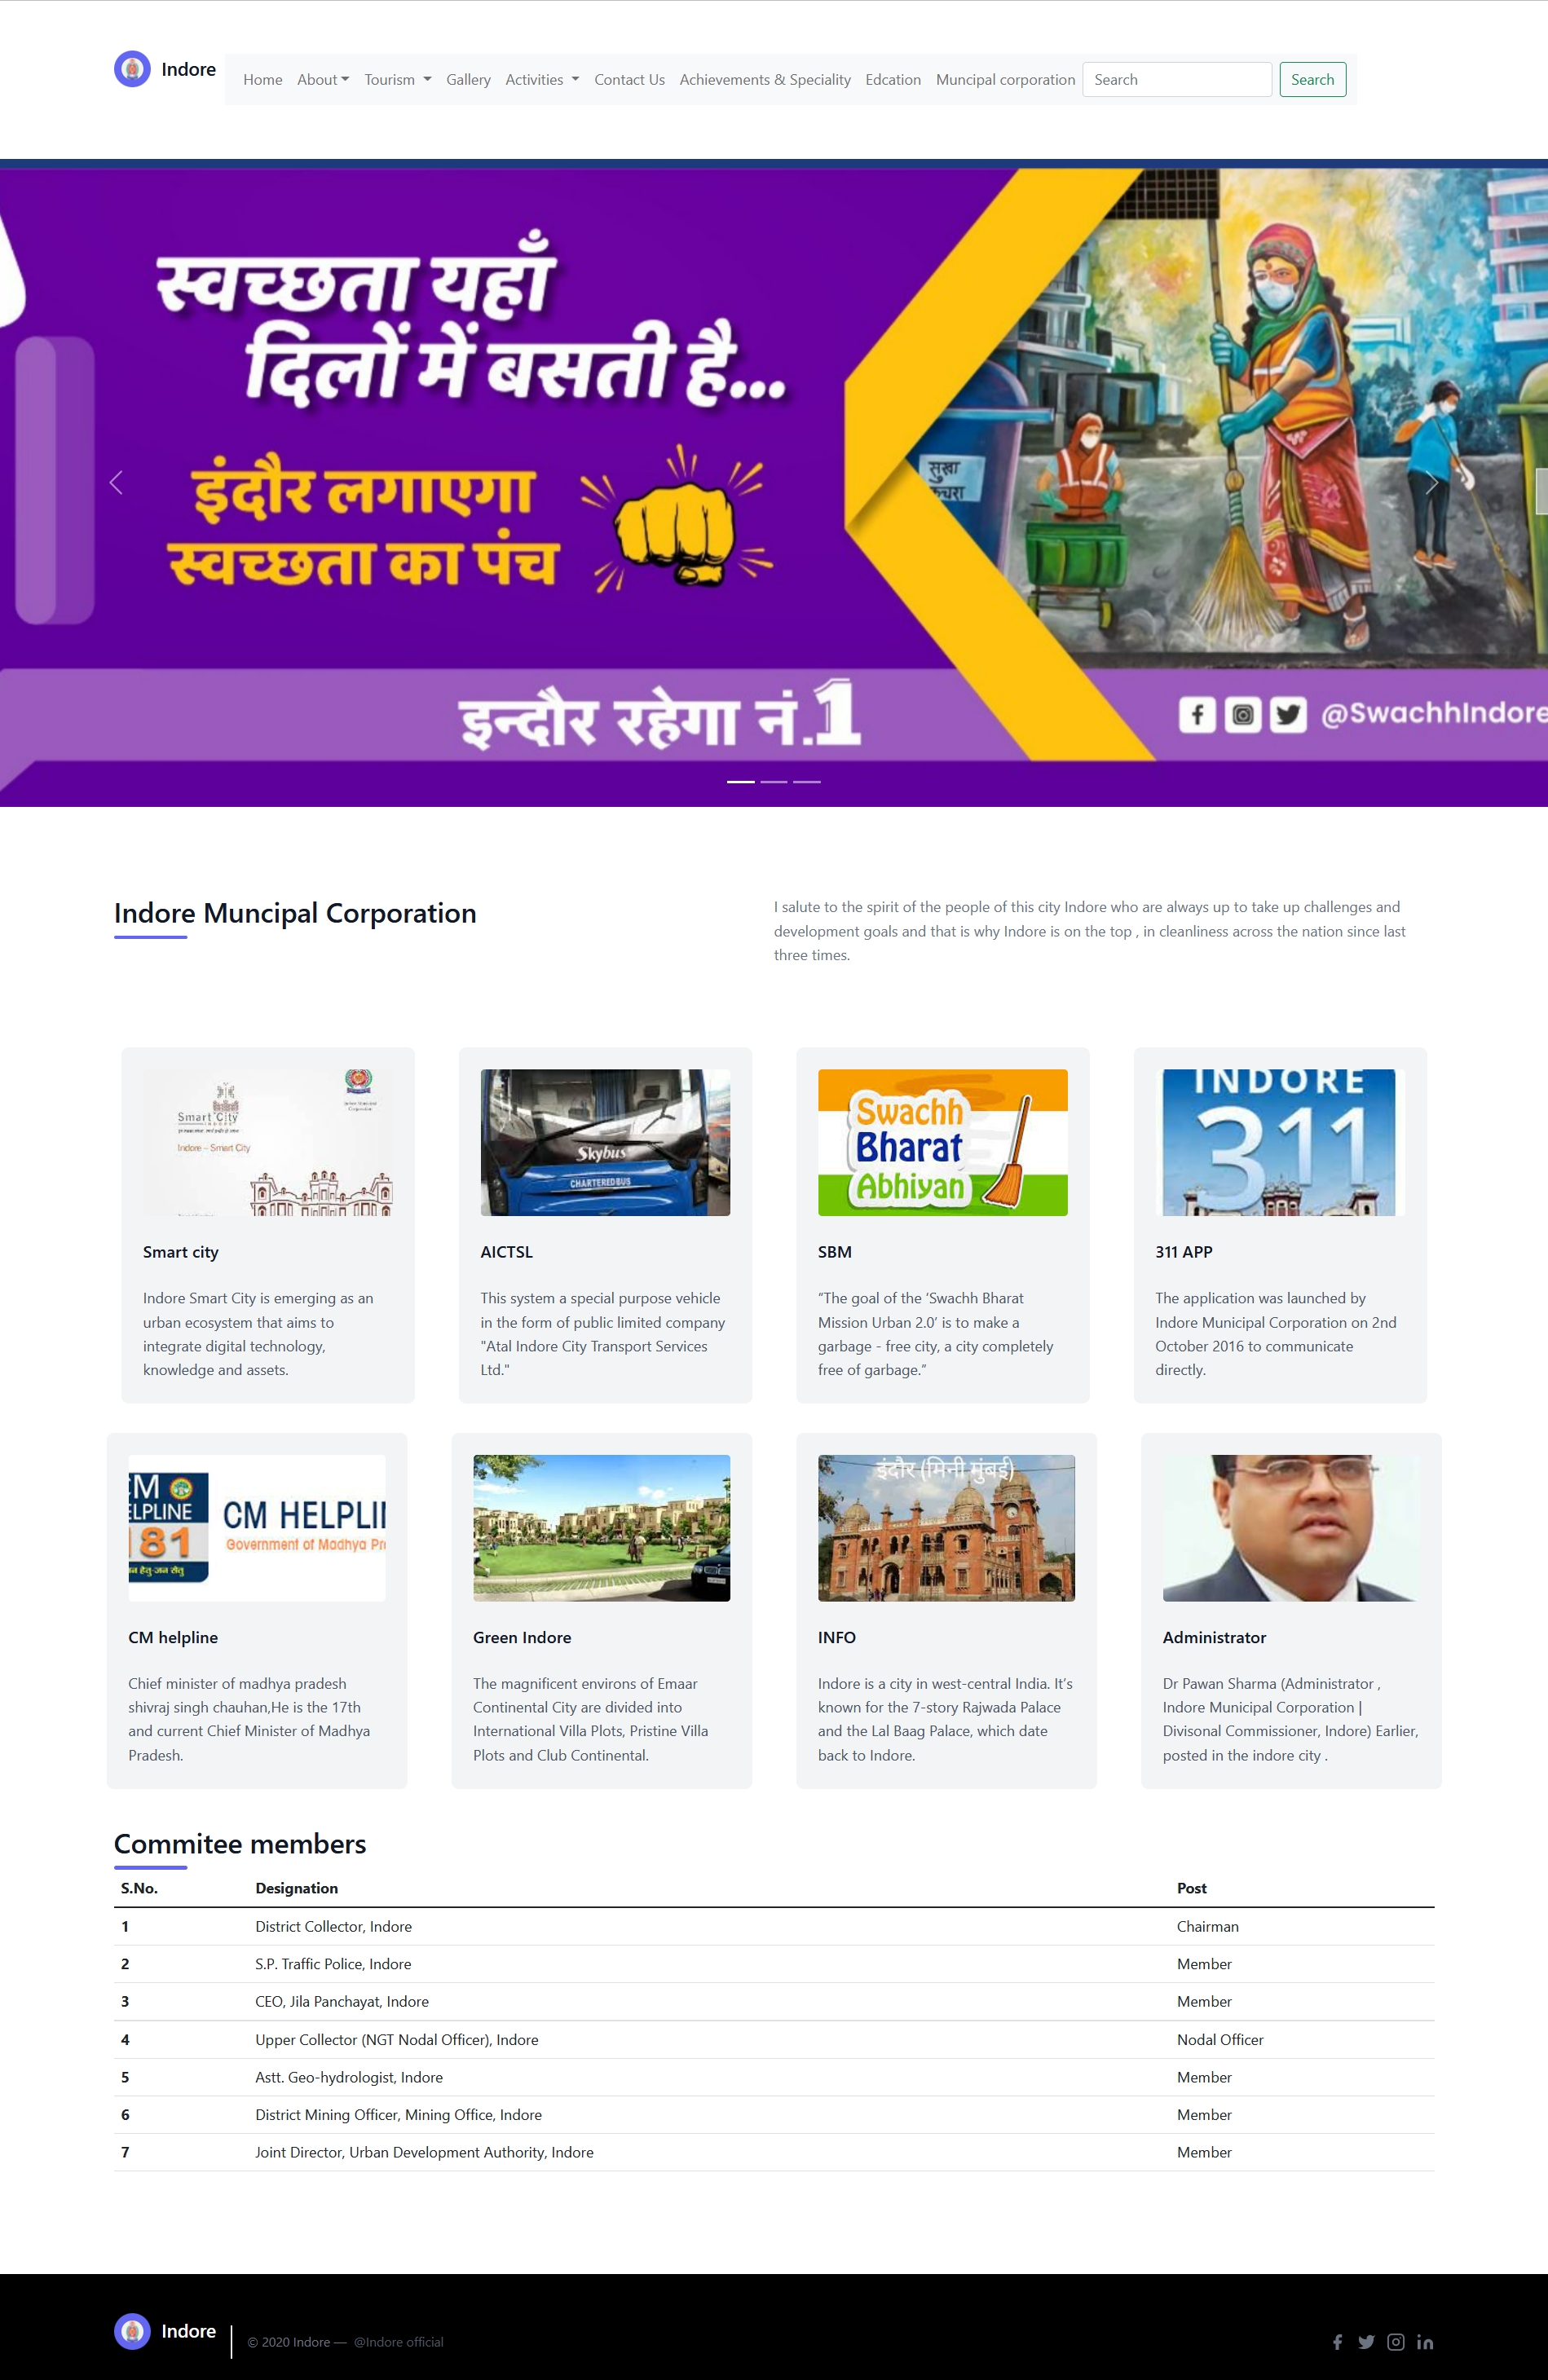 Indore
Home About Tourism Gallery Activities Contact Us Achievements & Speciality Edcation Muncipal corporation Search Search
स्वच्छता यहाँ
दिलों में बसती है...
इंदौर लगाएगा
स्वच्छता का पंच
सुखा
कचरा
इन्दौर रहेगा नं.1
@SwachhIndore
Indore Muncipal Corporation
I salute to the spirit of the people of this city Indore who are always up to take up challenges and
development goals and that is why Indore is on the top , in cleanliness across the nation since last
three times.
Smart City
INDORE
Indore – Smart City
Skybus
CHARTEREDBUS
Swachh
Bharat
Abhiyan
INDORE
311
Smart city
Indore Smart City is emerging as an
urban ecosystem that aims to
integrate digital technology,
knowledge and assets.
AICTSL
This system a special purpose vehicle
in the form of public limited company
"Atal Indore City Transport Services
Ltd."
SBM
“The goal of the ‘Swachh Bharat
Mission Urban 2.0’ is to make a
garbage - free city, a city completely
free of garbage.”
311 APP
The application was launched by
Indore Municipal Corporation on 2nd
October 2016 to communicate
directly.
CM
HELPLINE
181
CM HELPLI
Government of Madhya Pr
इंदौर (मिनी मुंबई)
CM helpline
Chief minister of madhya pradesh
shivraj singh chauhan,He is the 17th
and current Chief Minister of Madhya
Pradesh.
Green Indore
The magnificent environs of Emaar
Continental City are divided into
International Villa Plots, Pristine Villa
Plots and Club Continental.
INFO
Indore is a city in west-central India. It’s
known for the 7-story Rajwada Palace
and the Lal Baag Palace, which date
back to Indore.
Administrator
Dr Pawan Sharma (Administrator ,
Indore Municipal Corporation |
Divisonal Commissioner, Indore) Earlier,
posted in the indore city .
Commitee members
S.No. Designation Post
1 District Collector, Indore Chairman
2 S.P. Traffic Police, Indore Member
3 CEO, Jila Panchayat, Indore Member
4 Upper Collector (NGT Nodal Officer), Indore Nodal Officer
5 Astt. Geo-hydrologist, Indore Member
6 District Mining Officer, Mining Office, Indore Member
7 Joint Director, Urban Development Authority, Indore Member
Indore
© 2020 Indore — @Indore official